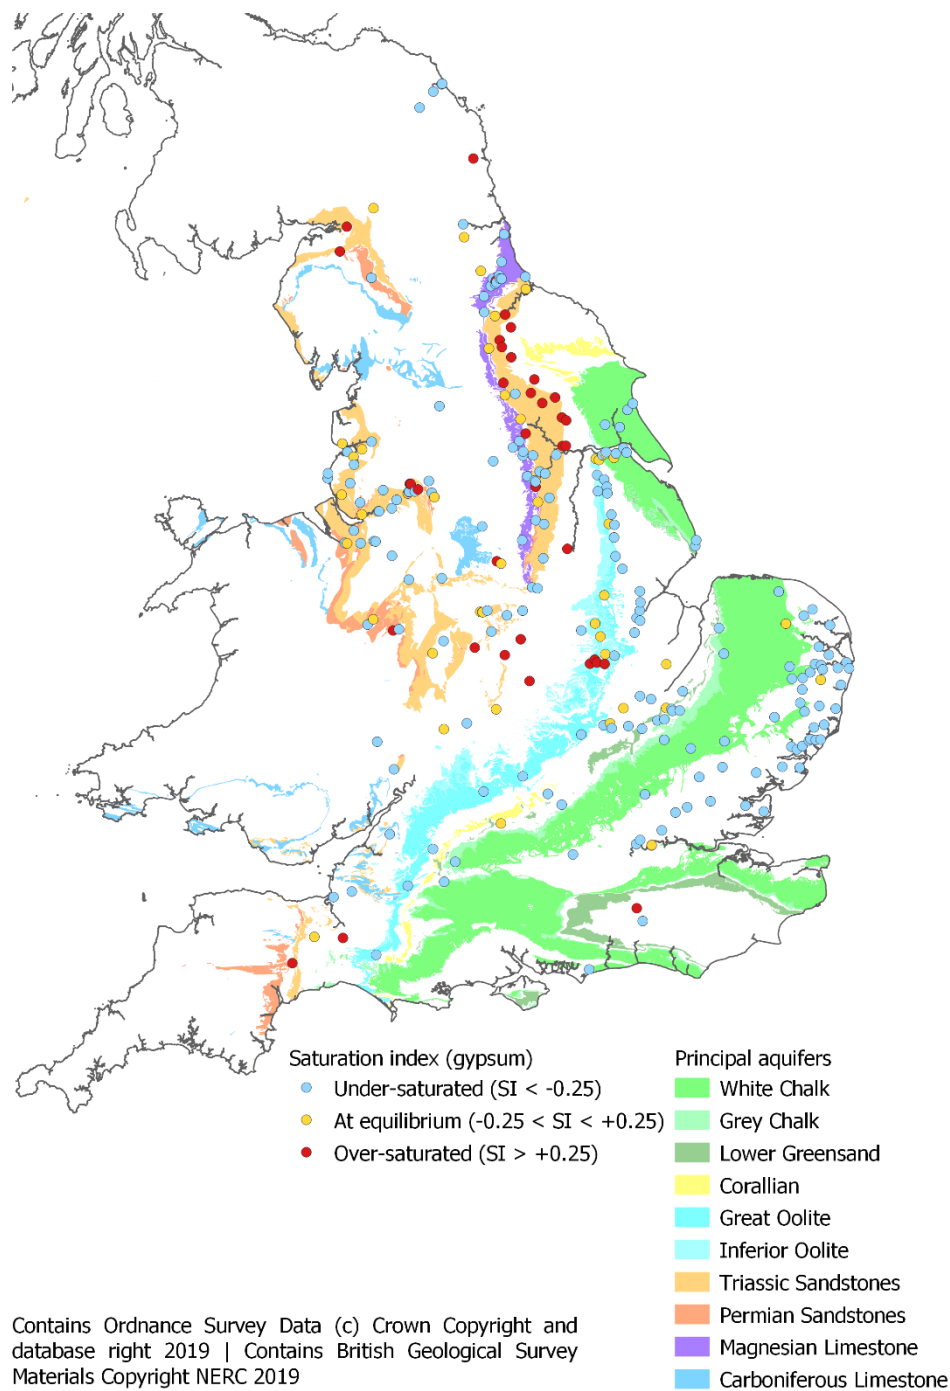 Saturation index (gypsum)
Under-saturated (SI < -0.25)
At equilibrium (-0.25 < SI < +0.25)
Over-saturated (SI > +0.25)
Principal aquifers
White Chalk
Grey Chalk
Lower Greensand
Corallian
Great Oolite
Inferior Oolite
Triassic Sandstones
Permian Sandstones
Magnesian Limestone
Carboniferous Limestone
Contains Ordnance Survey Data (c) Crown Copyright and
database right 2019 | Contains British Geological Survey
Materials Copyright NERC 2019